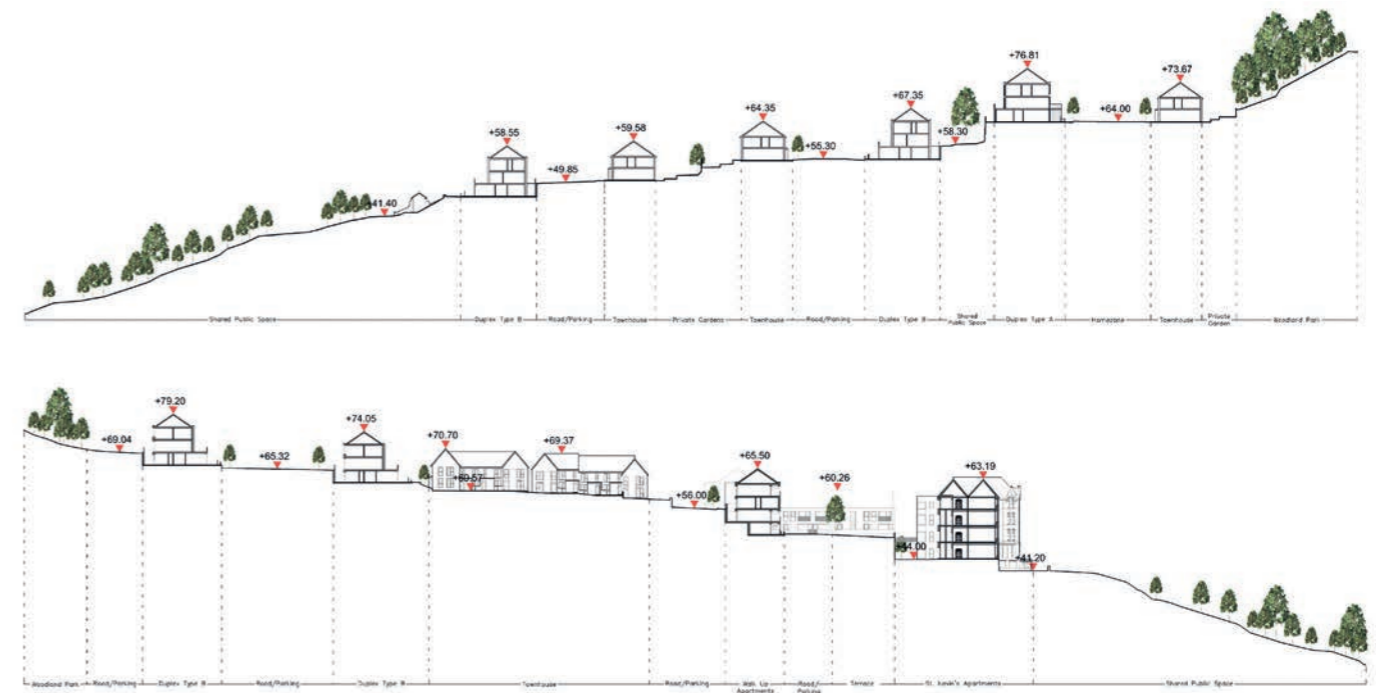 +76.81
+73.67
+67.35
+64.35
+64.00
+59.58
+58.55
+58.30
+55.30
+49.85
+41.40
Shared Public Space
Duplex Type B
Road/Parking
Townhouse
Private Gardens
Townhouse
Road/Parking
Duplex Type B
Shared
Public Space
Duplex Type A
Homezone
Townhouse
Private
Garden
Woodland Park
+79.20
+74.05
+70.70
+69.37
+69.04
+65.32
+65.50
+63.19
+60.57
+60.26
+56.00
+44.00
+41.20
Woodland Park
Road/Parking
Duplex Type B
Road/Parking
Duplex Type B
Townhouse
Road/Parking
Walk Up
Apartments
Road/
Parking
Terrace
St. Kevin's Apartments
Shared Public Space